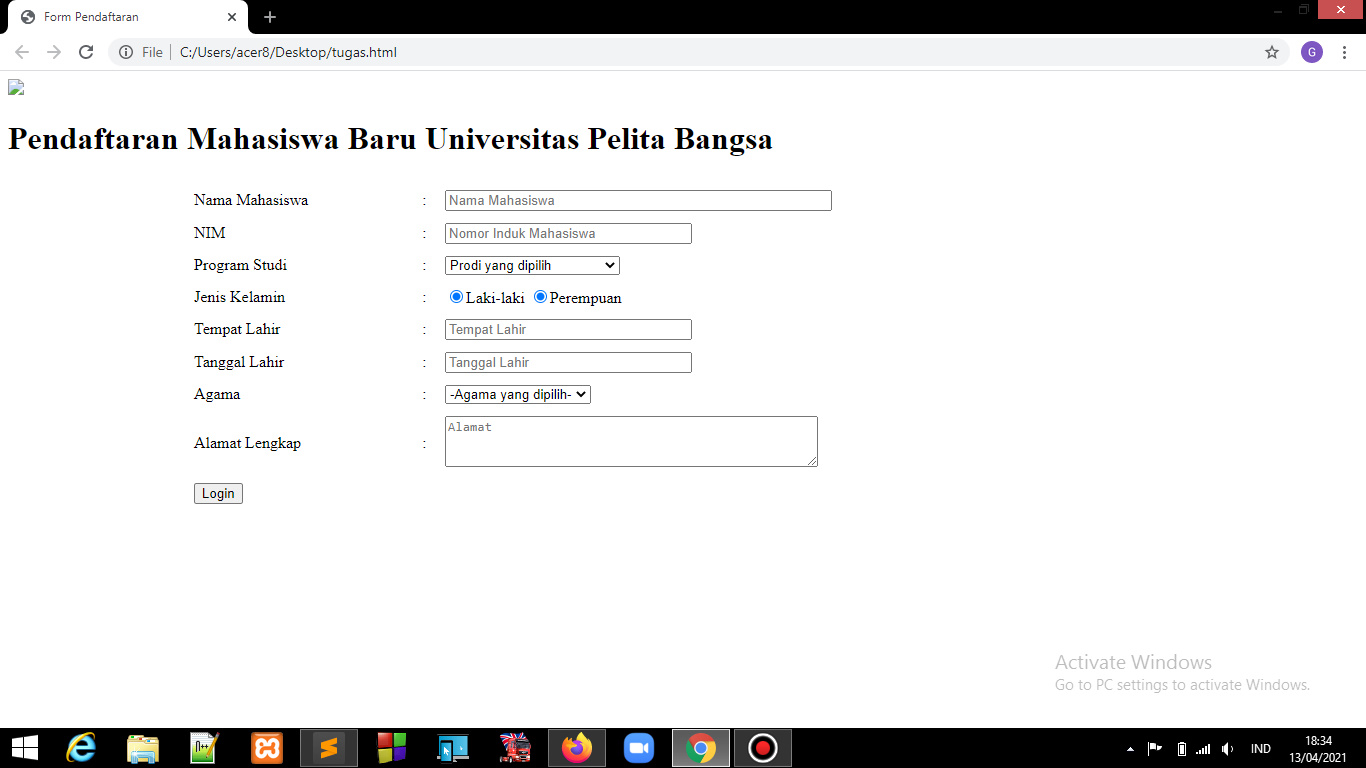 Form Pendaftaran
File | C:/Users/acer8/Desktop/tugas.html
G
Pendaftaran Mahasiswa Baru Universitas Pelita Bangsa
Nama Mahasiswa : Nama Mahasiswa
NIM : Nomor Induk Mahasiswa
Program Studi : Prodi yang dipilih
Jenis Kelamin : Laki-laki Perempuan
Tempat Lahir : Tempat Lahir
Tanggal Lahir : Tanggal Lahir
Agama : -Agama yang dipilih-
Alamat Lengkap : Alamat
Login
Activate Windows
Go to PC settings to activate Windows.
IND
18:34
13/04/2021